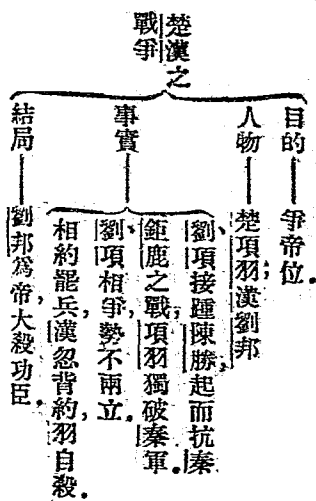 楚漢之
戰爭
目的
爭帝位。
人物
楚項羽，漢劉邦
事實
劉、項接踵陳勝起而抗秦，
鉅鹿之戰，項羽獨破秦軍。
劉、項相爭，勢不兩立。
相約罷兵，漢忽背約，羽自殺。
結局
劉邦爲帝，大殺功臣。